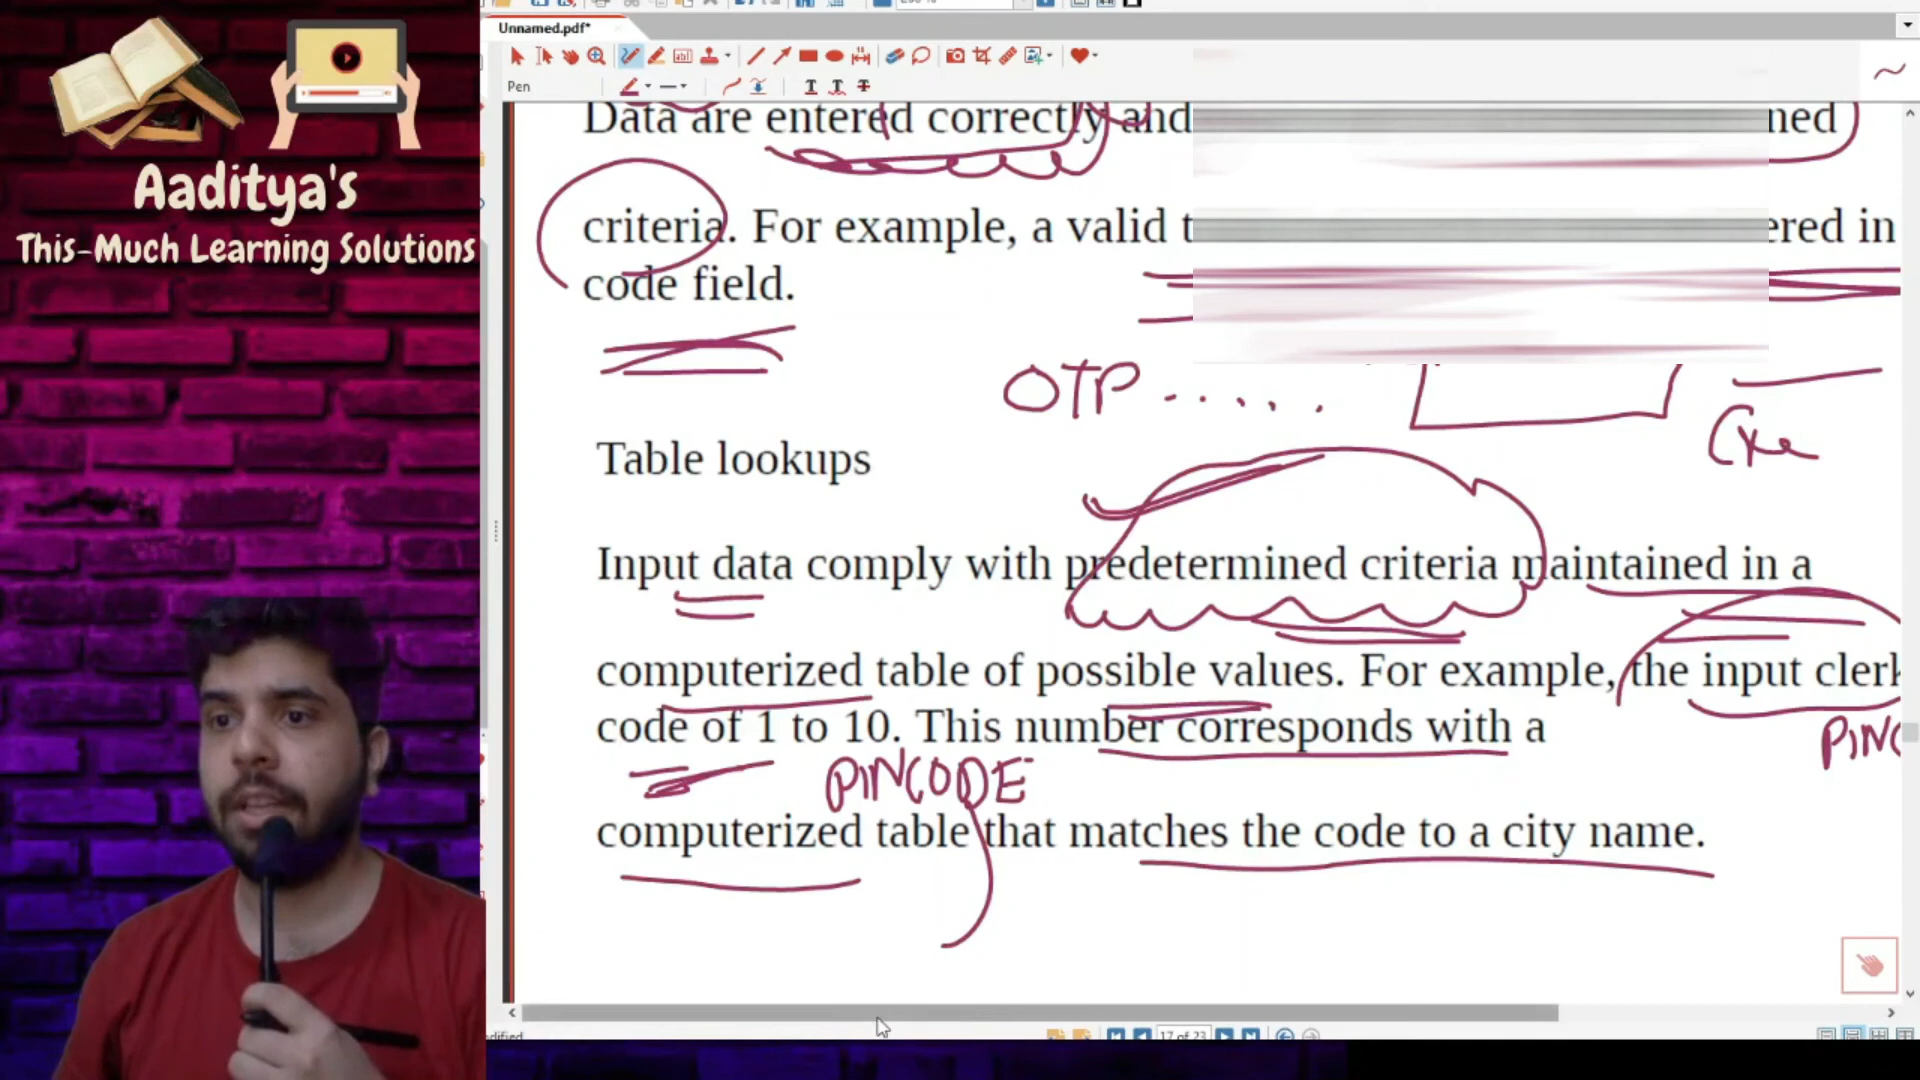 Aaditya's
This-Much Learning Solutions
Unnamed.pdf*
Pen
Data are entered correctly and
criteria. For example, a valid ered in
code field.
OTP .....
Table lookups
Input data comply with predetermined criteria maintained in a
computerized table of possible values. For example, the input clerk
code of 1 to 10. This number corresponds with a
PINCODE
computerized table that matches the code to a city name.
17 of 23